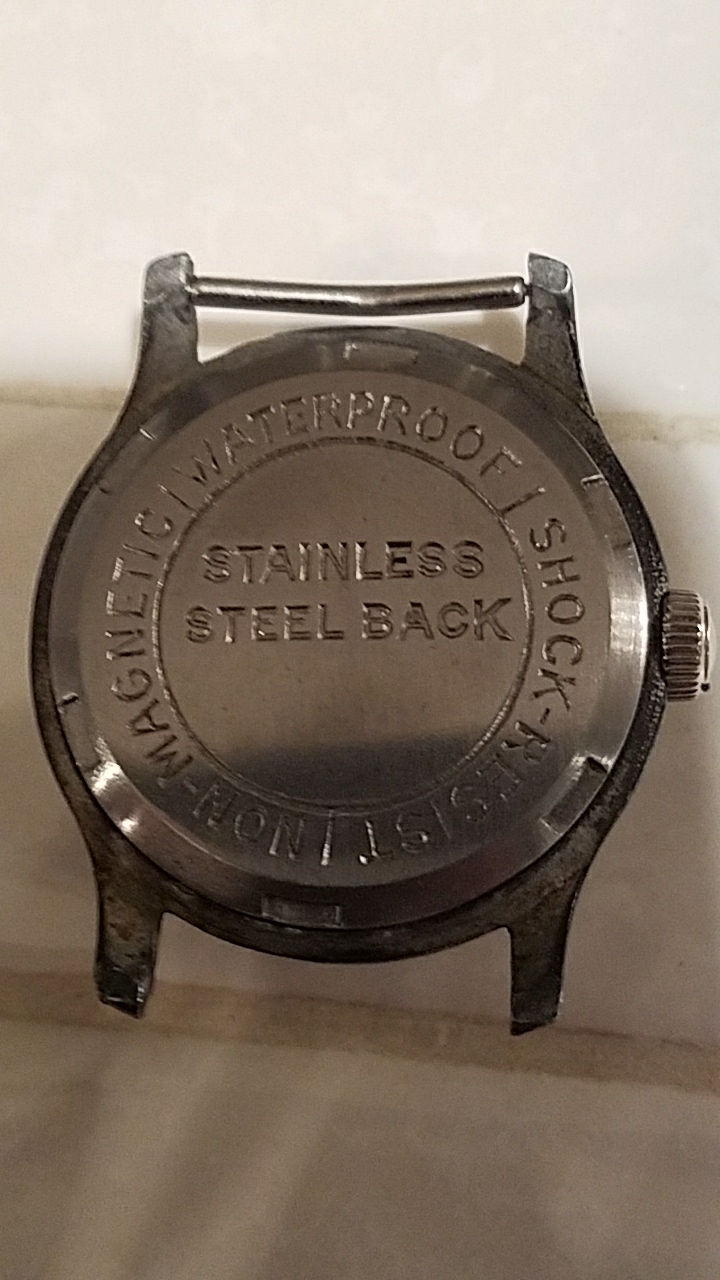 WATERPROOF | SHOCK-RESIST | NON-MAGNETIC |
STAINLESS
STEEL BACK